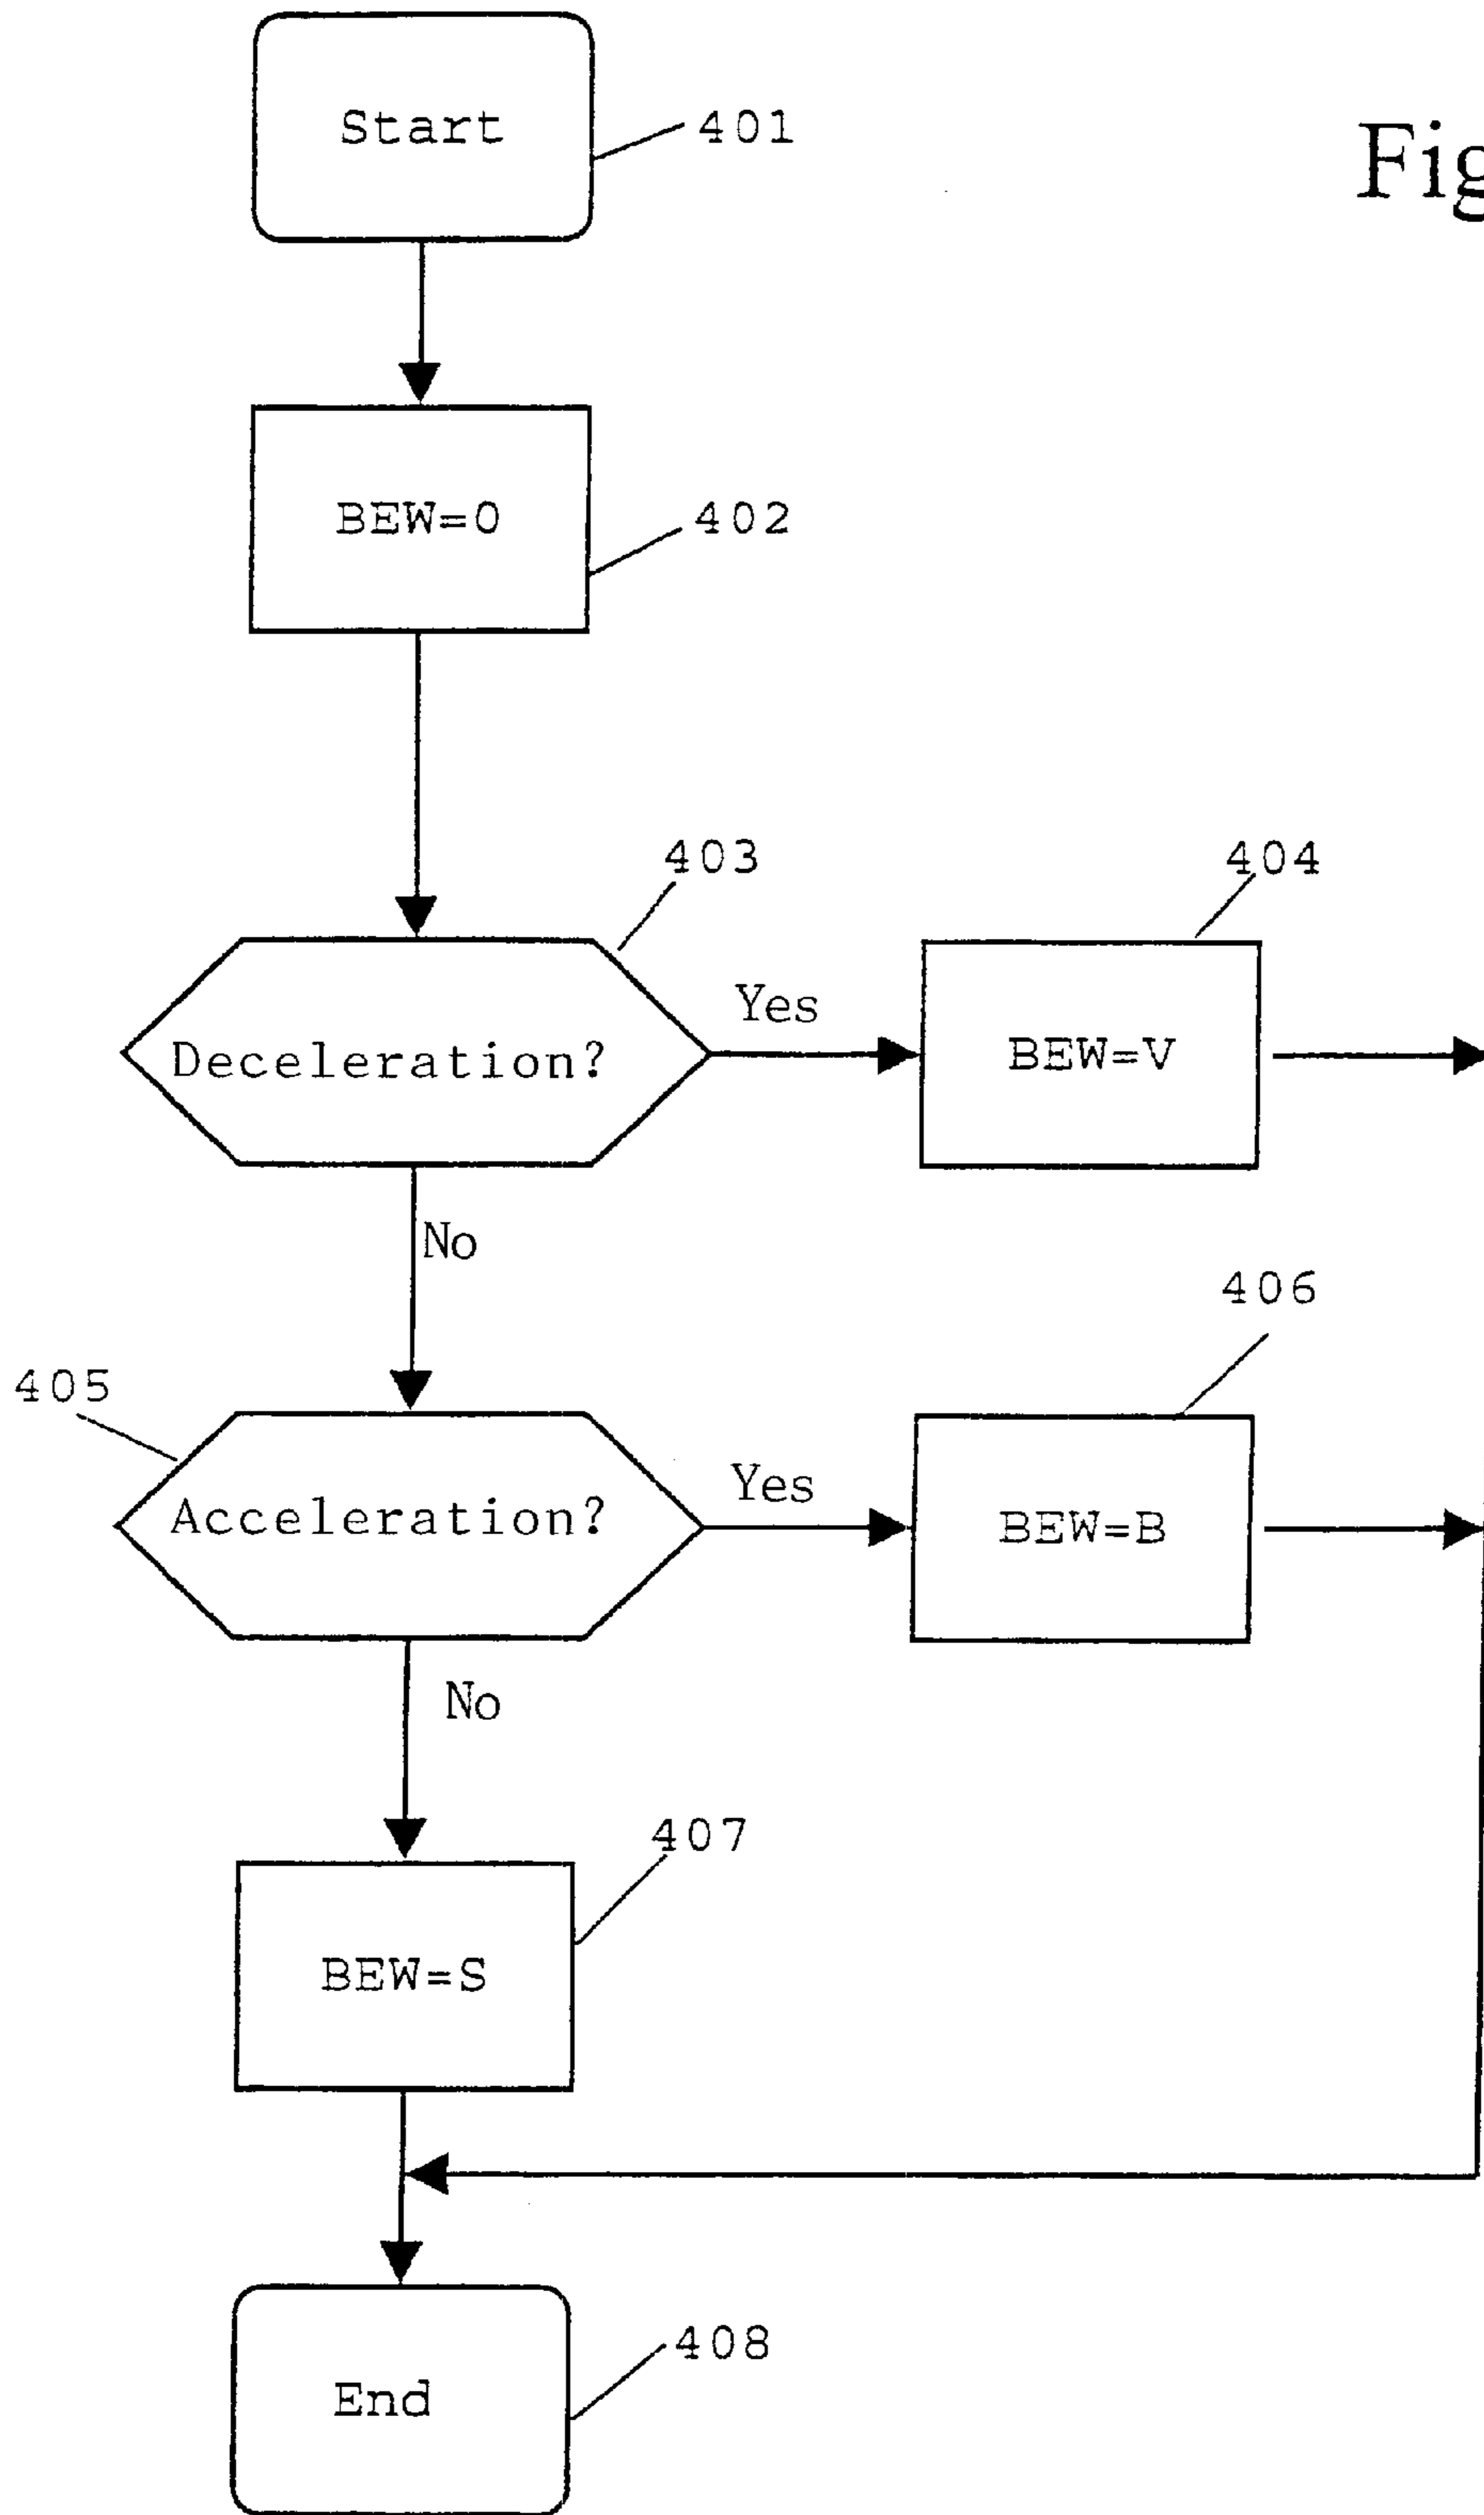 Start
401
Fig
BEW=0
402
403
404
Deceleration?
Yes
BEW=V
No
405
406
Acceleration?
Yes
BEW=B
No
407
BEW=S
End
408